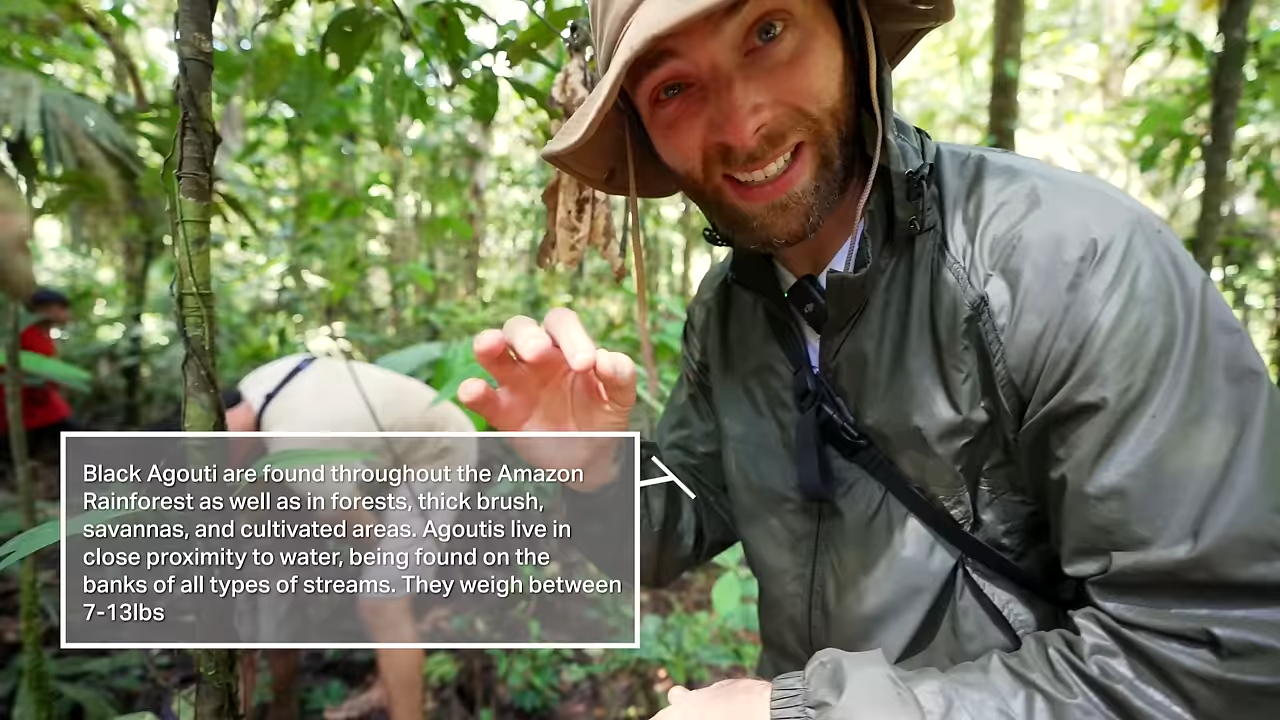 Black Agouti are found throughout the Amazon
Rainforest as well as in forests, thick brush,
savannas, and cultivated areas. Agoutis live in
close proximity to water, being found on the
banks of all types of streams. They weigh between
7-13lbs